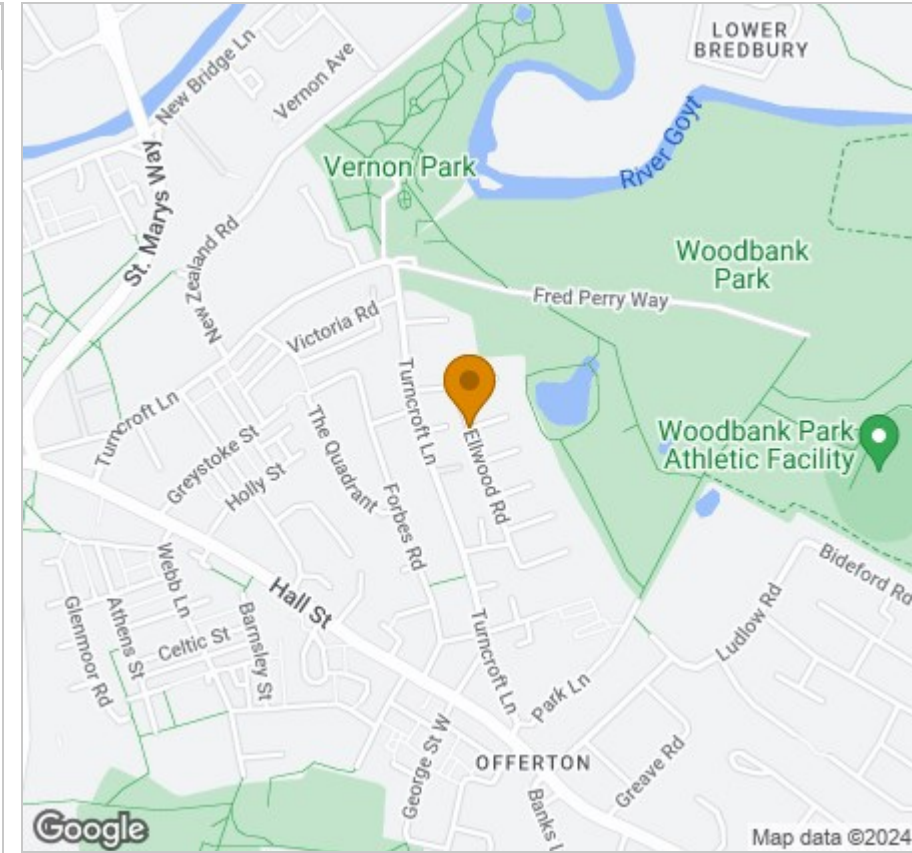 LOWER
BREDBURY
New Bridge Ln
Vernon Ave
St. Marys Way
Vernon Park
River Goyt
Woodbank
Park
New Zealand Rd
Fred Perry Way
Victoria Rd
Turncroft Ln
Turncroft Ln
Ellwood Rd
Woodbank Park
Athletic Facility
Greystoke St
The Quadrant
Holly St
Forbes Rd
Bideford Rd
Webb Ln
Hall St
Ludlow Rd
Glenmoor Rd
Athens St
Barnsley St
Celtic St
Turncroft Ln
Park Ln
George St W
OFFERTON
Greave Rd
Banks l
Google
Map data ©2024